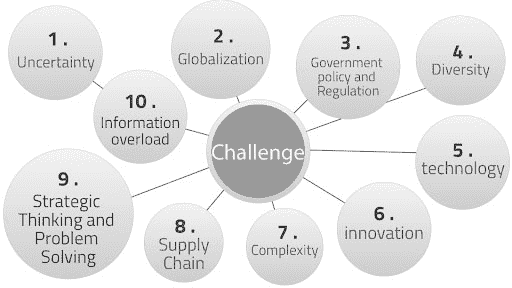 1 .
Uncertainty
2 .
Globalization
3 .
Government
policy and
Regulation
4 .
Diversity
10 .
Information
overload
Challenge
5 .
technology
9 .
Strategic
Thinking and
Problem
Solving
8 .
Supply
Chain
7 .
Complexity
6 .
innovation